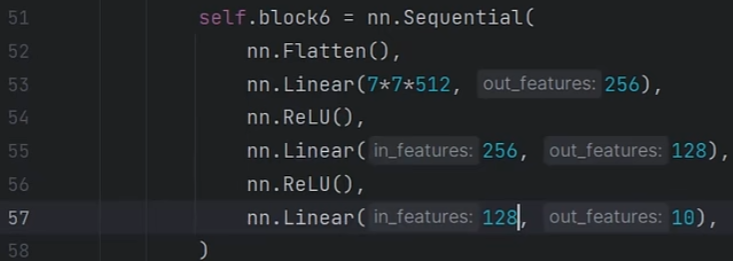 51 self.block6 = nn.Sequential(
52 nn.Flatten(),
53 nn.Linear(7*7*512, out_features: 256),
54 nn.ReLU(),
55 nn.Linear(in_features: 256, out_features: 128),
56 nn.ReLU(),
57 nn.Linear(in_features: 128, out_features: 10),
58 )